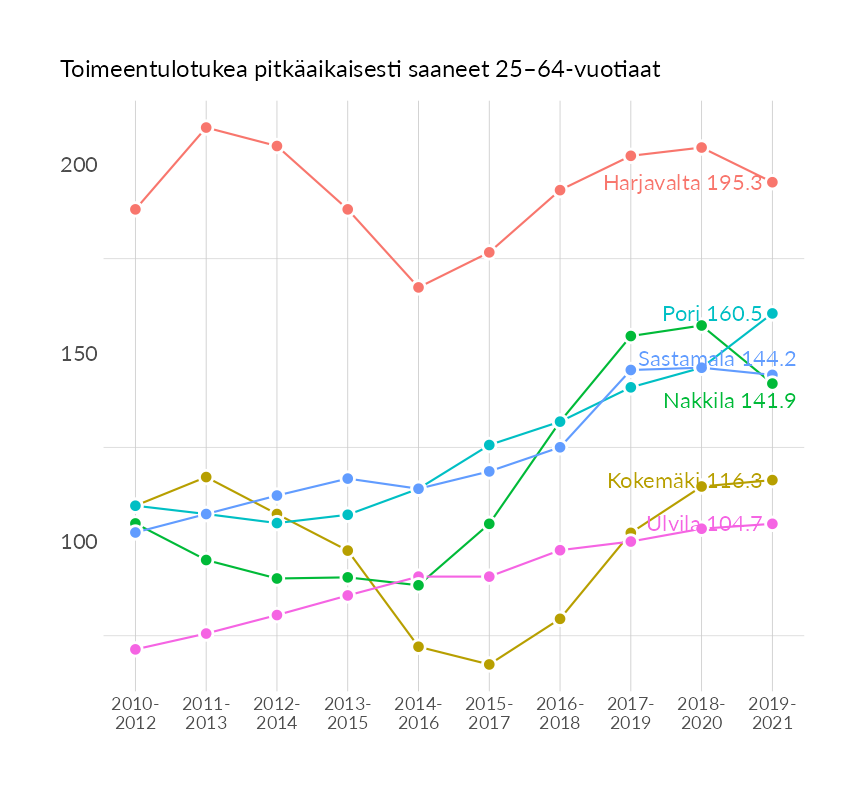 Toimeentulotukea pitkäaikaisesti saaneet 25–64-vuotiaat
200
Harjavalta 195.3
Pori 160.5
150
Sastamala 144.2
Nakkila 141.9
Kokemäki 116.3
Ulvila 104.7
100
2010- 2011- 2012- 2013- 2014- 2015- 2016- 2017- 2018- 2019-
2012 2013 2014 2015 2016 2017 2018 2019 2020 2021